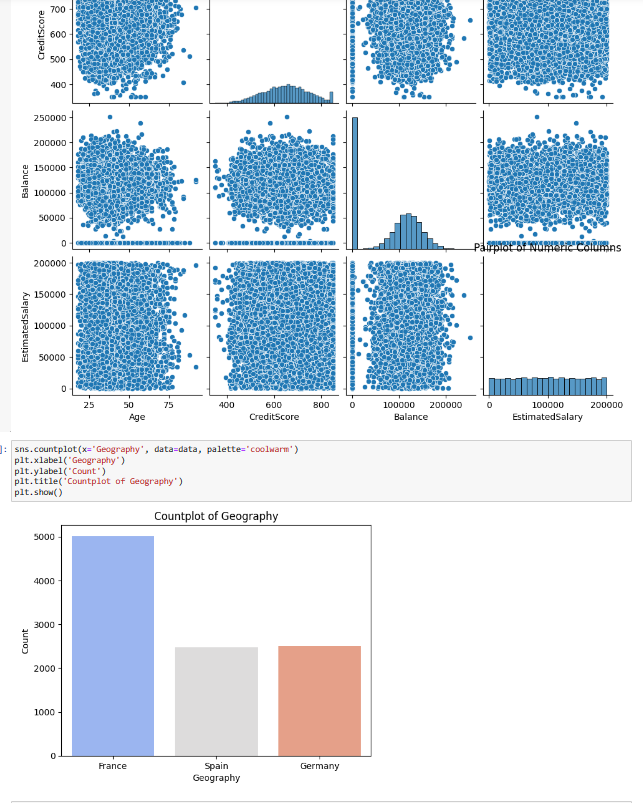 CreditScore
700
600
500
400
Balance
250000
200000
150000
100000
50000
0
Pairplot of Numeric Columns
EstimatedSalary
200000
150000
100000
50000
0
25 50 75 400 600 800 0 100000 200000 0 100000 200000
Age CreditScore Balance EstimatedSalary
]: sns.countplot(x='Geography', data=data, palette='coolwarm')
plt.xlabel('Geography')
plt.ylabel('Count')
plt.title('Countplot of Geography')
plt.show()
Countplot of Geography
Count
5000
4000
3000
2000
1000
0
France Spain Germany
Geography